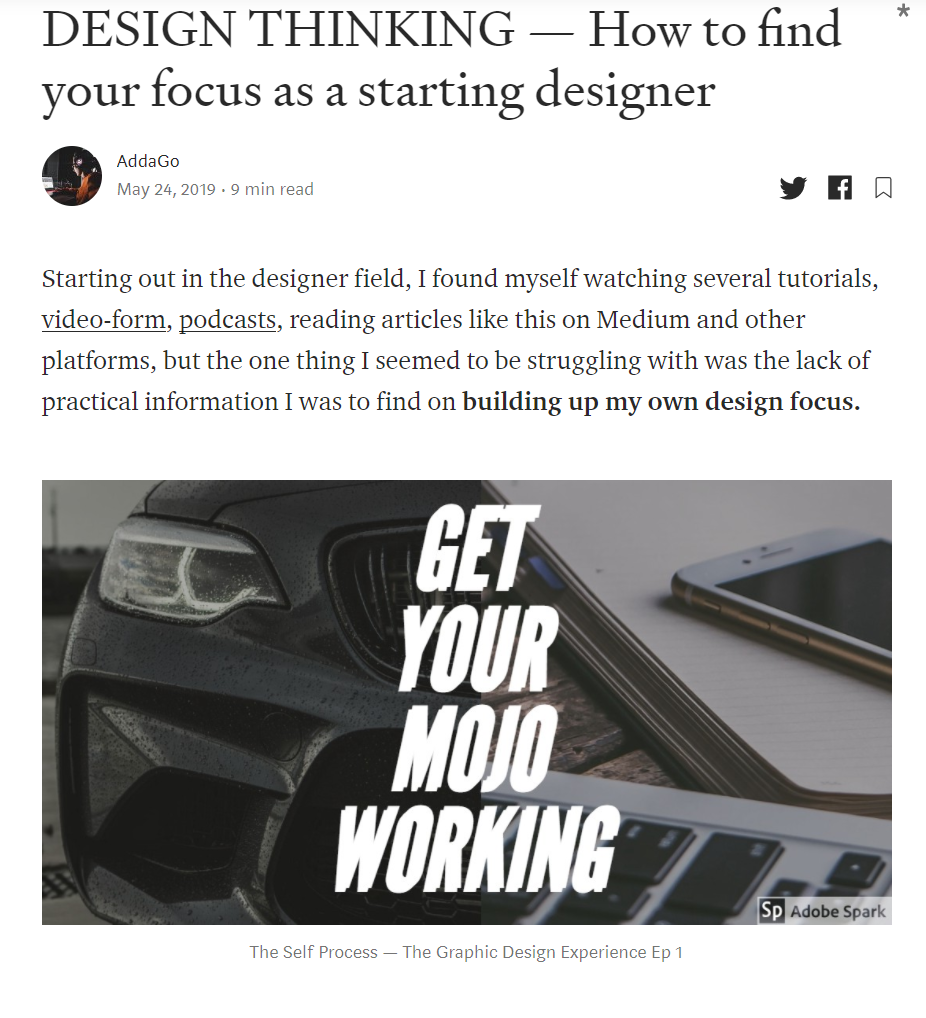 DESIGN THINKING — How to find
your focus as a starting designer
AddaGo
May 24, 2019 · 9 min read
Starting out in the designer field, I found myself watching several tutorials,
video-form, podcasts, reading articles like this on Medium and other
platforms, but the one thing I seemed to be struggling with was the lack of
practical information I was to find on building up my own design focus.
GET
YOUR
MOJO
WORKING
Sp Adobe Spark
The Self Process — The Graphic Design Experience Ep 1